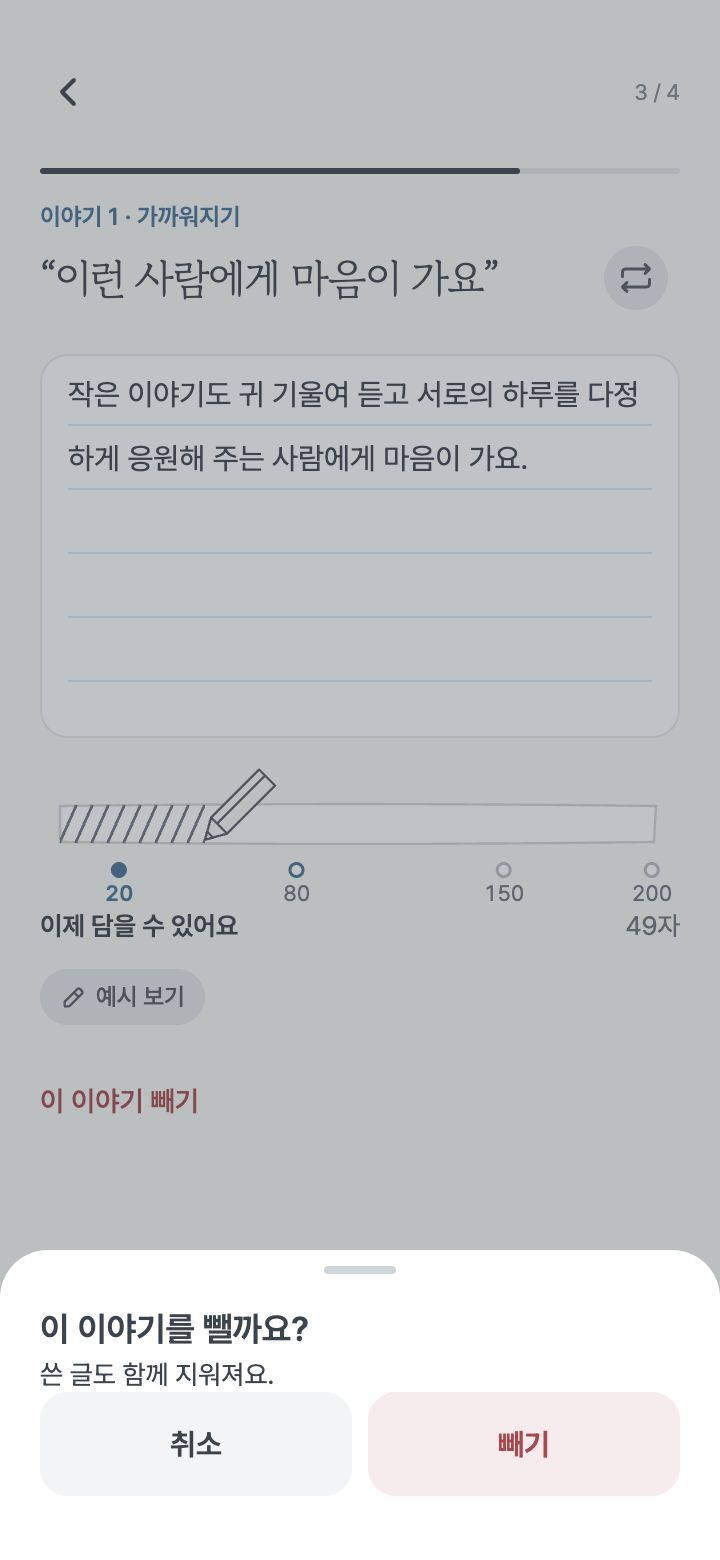 3 / 4
이야기 1 · 가까워지기
“이런 사람에게 마음이 가요”
작은 이야기도 귀 기울여 듣고 서로의 하루를 다정
하게 응원해 주는 사람에게 마음이 가요.
20 80 150 200
이제 담을 수 있어요 49자
예시 보기
이 이야기 빼기
이 이야기를 뺄까요?
쓴 글도 함께 지워져요.
취소 빼기